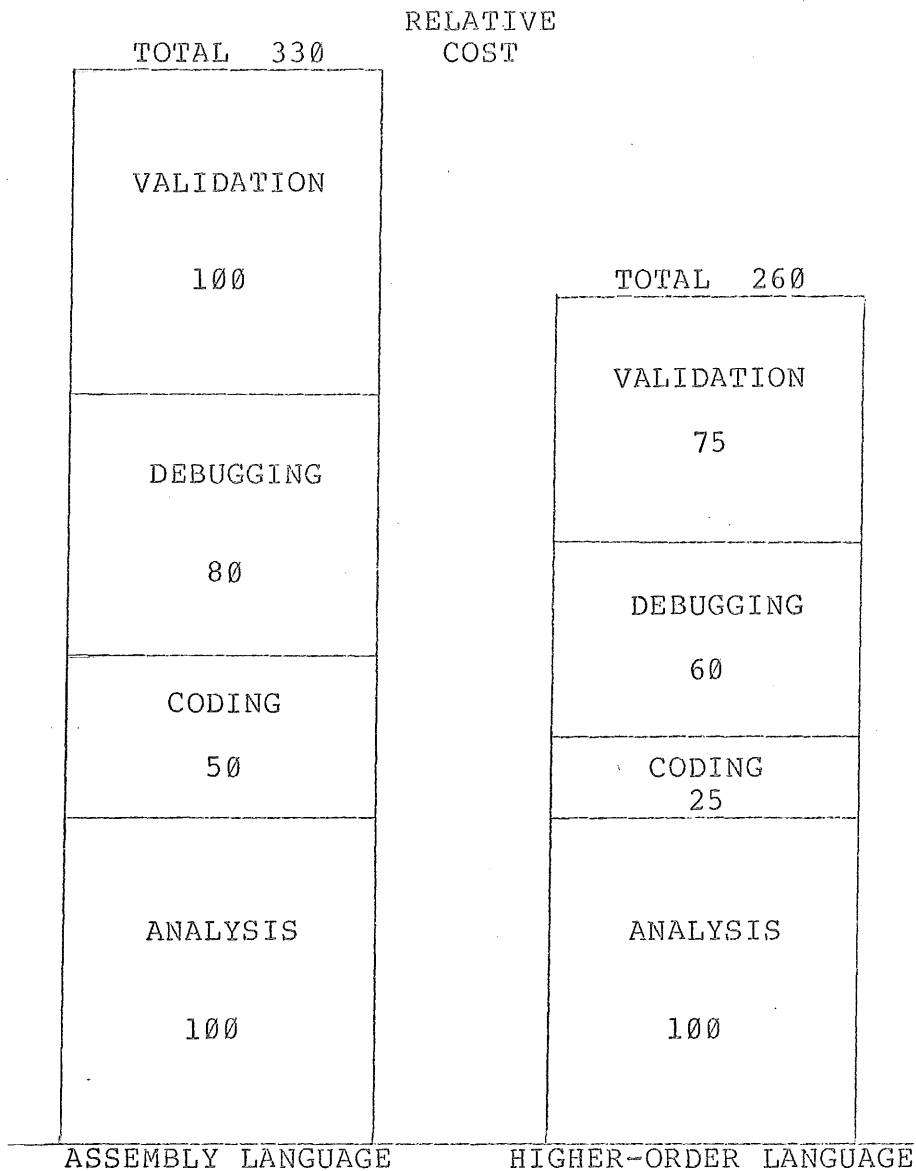 RELATIVE
COST
TOTAL 330
VALIDATION
100
DEBUGGING
80
CODING
50
ANALYSIS
100
ASSEMBLY LANGUAGE
TOTAL 260
VALIDATION
75
DEBUGGING
60
CODING
25
ANALYSIS
100
HIGHER-ORDER LANGUAGE